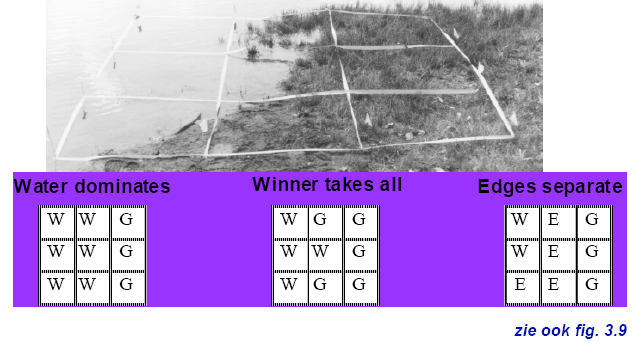 Water dominates Winner takes all Edges separate
W W G W G G W E G
W W G W W G W E G
W W G W G G E E G
zie ook fig. 3.9